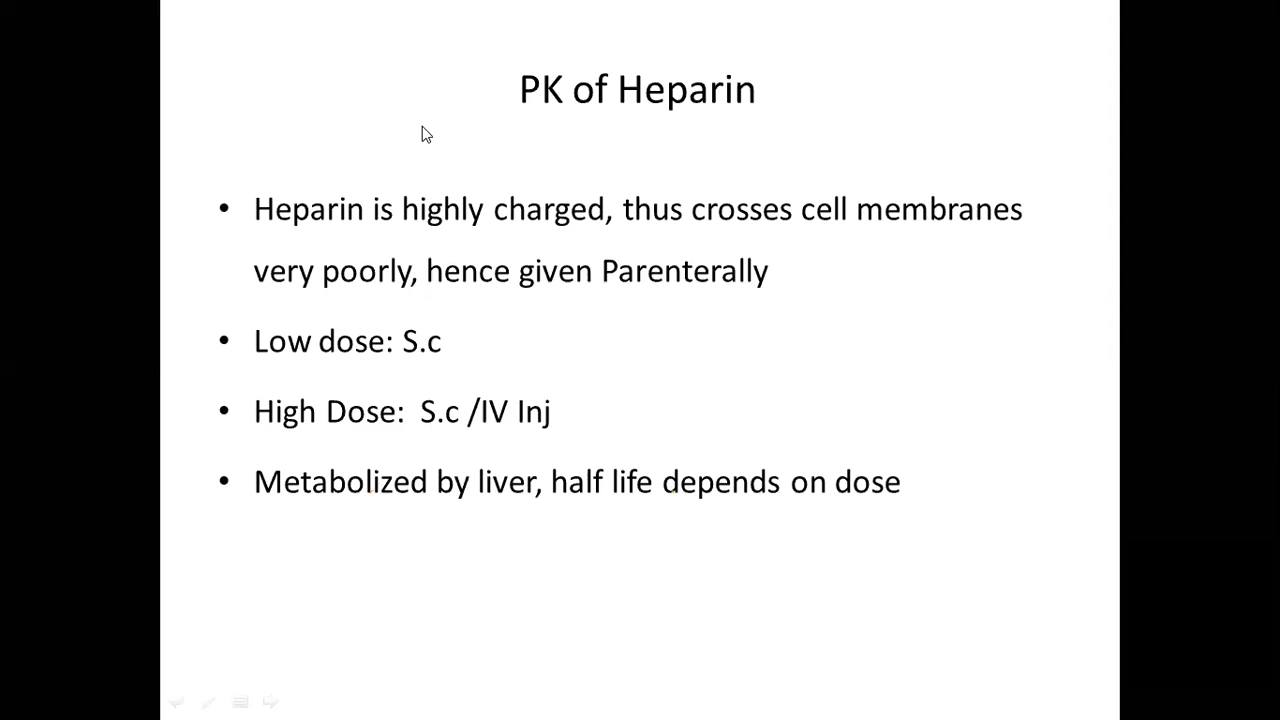 PK of Heparin
• Heparin is highly charged, thus crosses cell membranes
very poorly, hence given Parenterally
• Low dose: S.c
• High Dose:  S.c /IV Inj
• Metabolized by liver, half life depends on dose